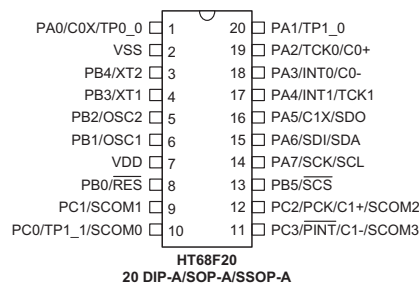 PA0/C0X/TP0_0 1 20 PA1/TP1_0
VSS 2 19 PA2/TCK0/C0+
PB4/XT2 3 18 PA3/INT0/C0-
PB3/XT1 4 17 PA4/INT1/TCK1
PB2/OSC2 5 16 PA5/C1X/SDO
PB1/OSC1 6 15 PA6/SDI/SDA
VDD 7 14 PA7/SCK/SCL
PB0/RES 8 13 PB5/SCS
PC1/SCOM1 9 12 PC2/PCK/C1+/SCOM2
PC0/TP1_1/SCOM0 10 11 PC3/PINT/C1-/SCOM3
HT68F20
20 DIP-A/SOP-A/SSOP-A